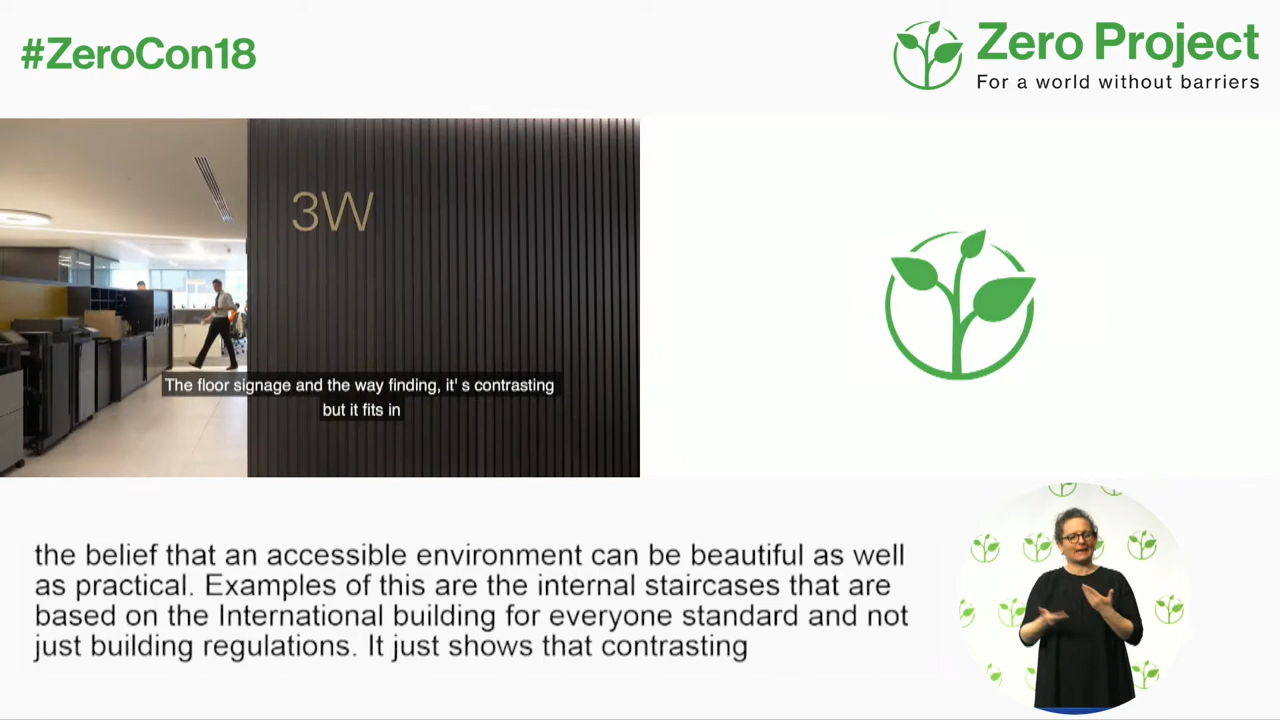 #ZeroCon18
Zero Project
For a world without barriers
3W
The floor signage and the way finding, it' s contrasting
but it fits in
the belief that an accessible environment can be beautiful as well
as practical. Examples of this are the internal staircases that are
based on the International building for everyone standard and not
just building regulations. It just shows that contrasting